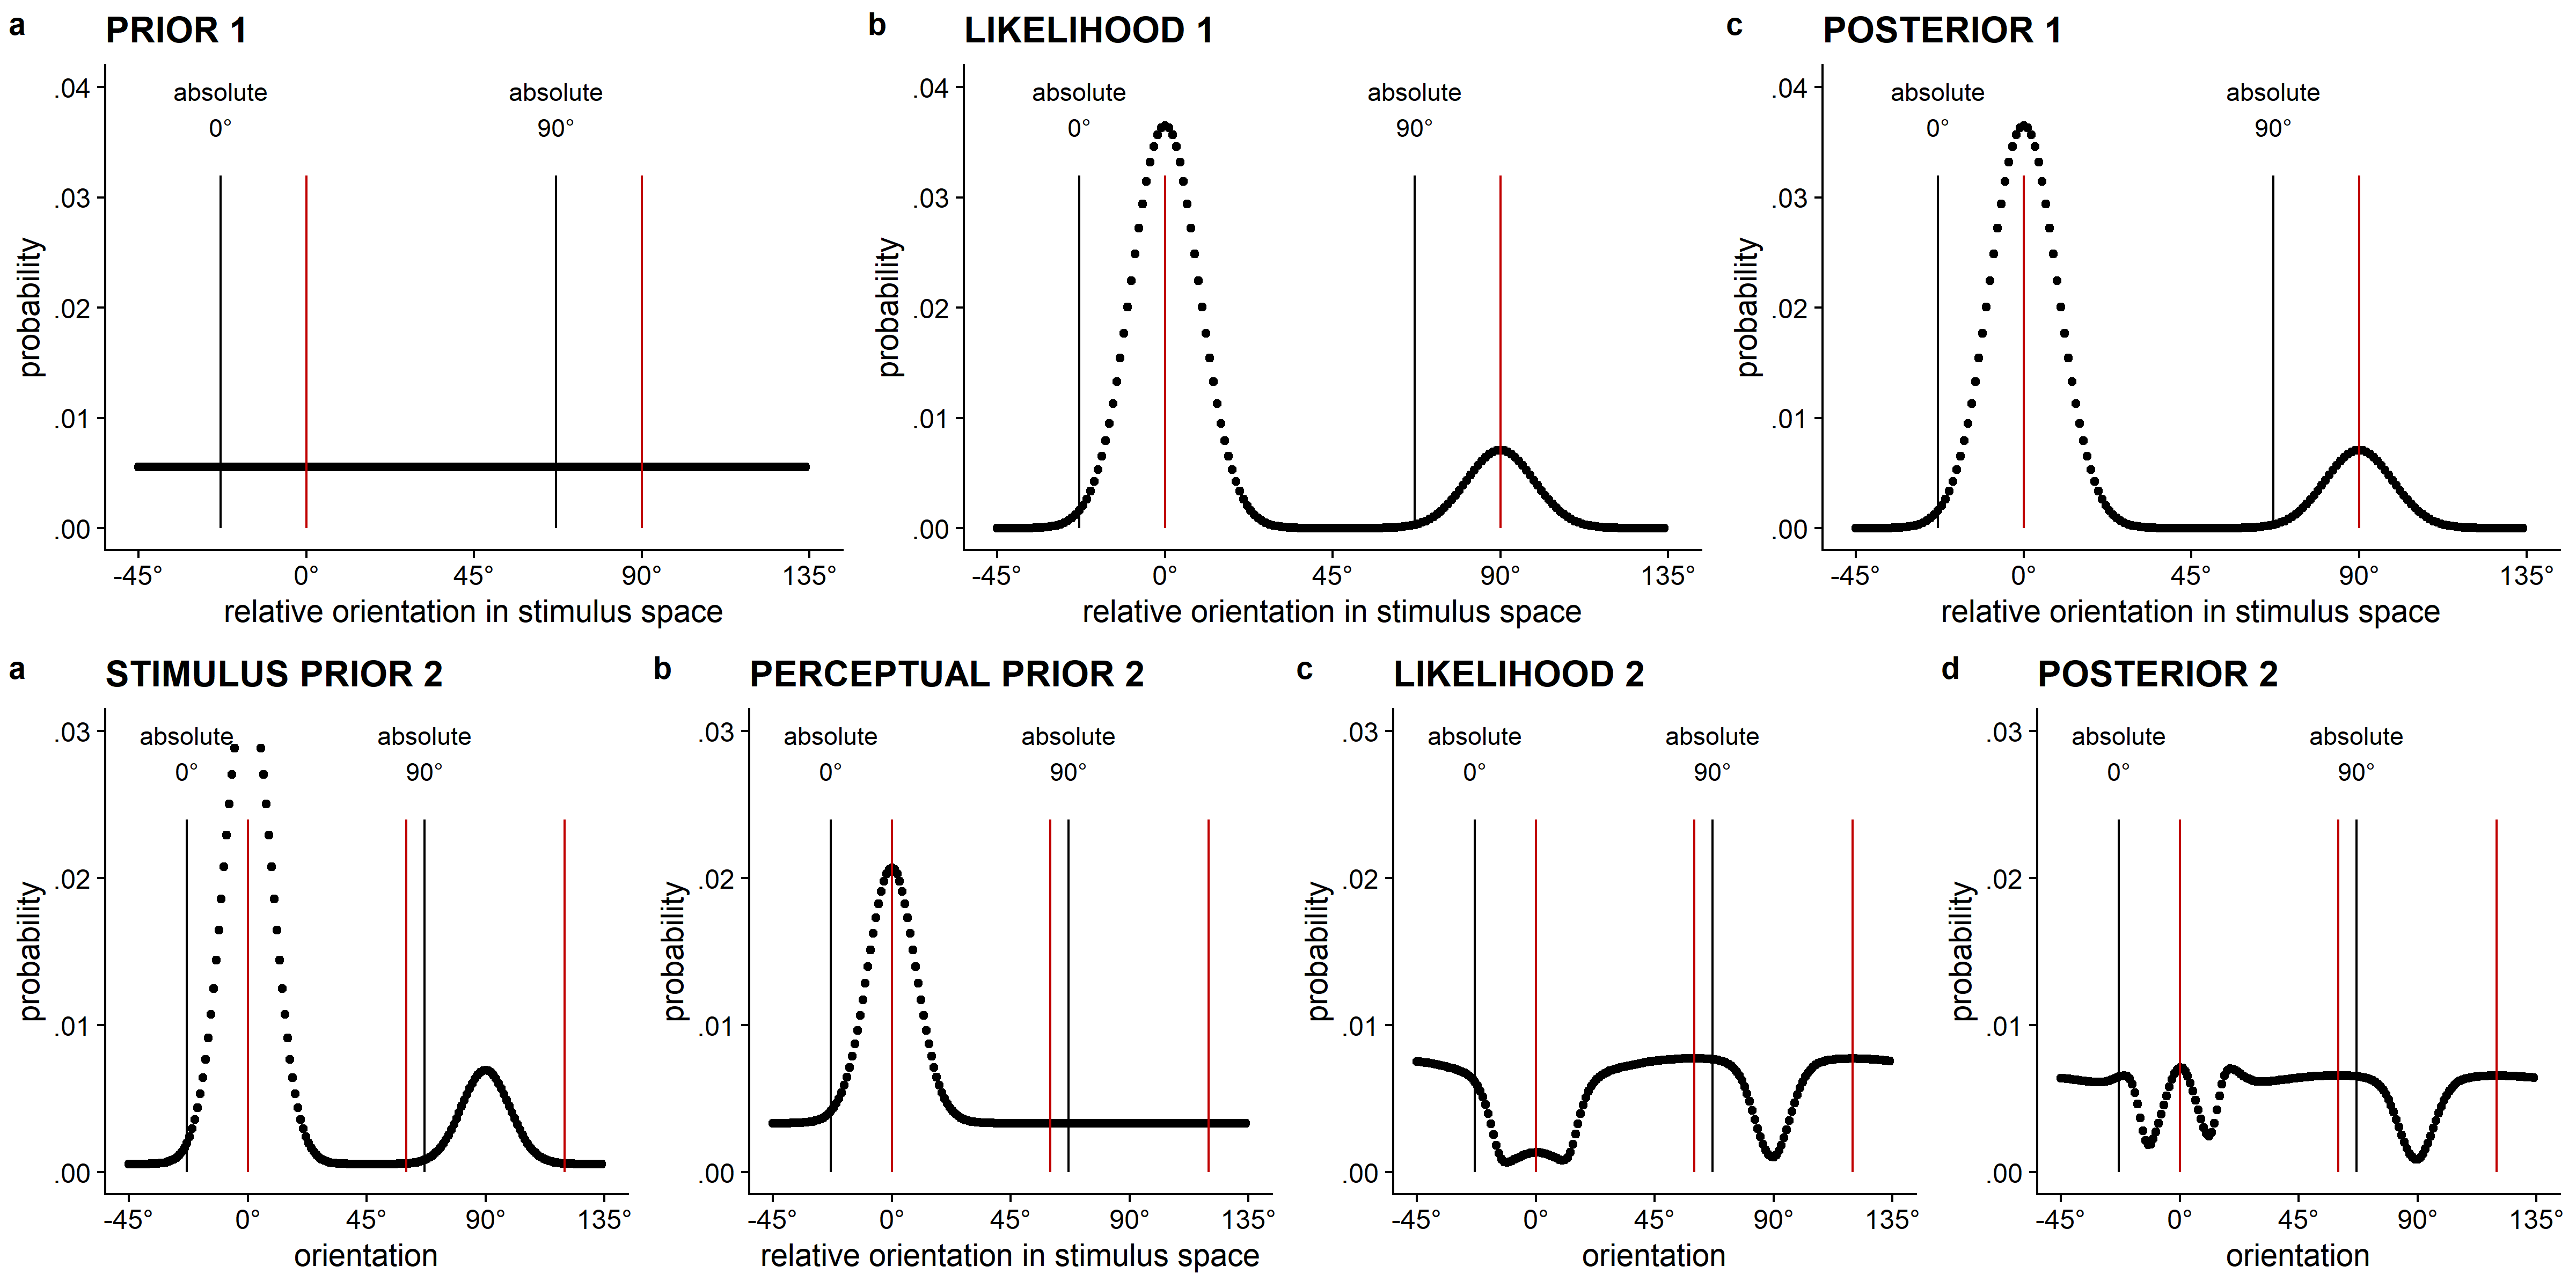 a PRIOR 1
.04
.03
.02
.01
.00
absolute absolute
0° 90°
probability
-45° 0° 45° 90° 135°
relative orientation in stimulus space
b LIKELIHOOD 1
.04
.03
.02
.01
.00
absolute absolute
0° 90°
probability
-45° 0° 45° 90° 135°
relative orientation in stimulus space
c POSTERIOR 1
.04
.03
.02
.01
.00
absolute absolute
0° 90°
probability
-45° 0° 45° 90° 135°
relative orientation in stimulus space
a STIMULUS PRIOR 2
.03
.02
.01
.00
absolute absolute
0° 90°
probability
-45° 0° 45° 90° 135°
orientation
b PERCEPTUAL PRIOR 2
.03
.02
.01
.00
absolute absolute
0° 90°
probability
-45° 0° 45° 90° 135°
relative orientation in stimulus space
c LIKELIHOOD 2
.03
.02
.01
.00
absolute absolute
0° 90°
probability
-45° 0° 45° 90° 135°
orientation
d POSTERIOR 2
.03
.02
.01
.00
absolute absolute
0° 90°
probability
-45° 0° 45° 90° 135°
orientation